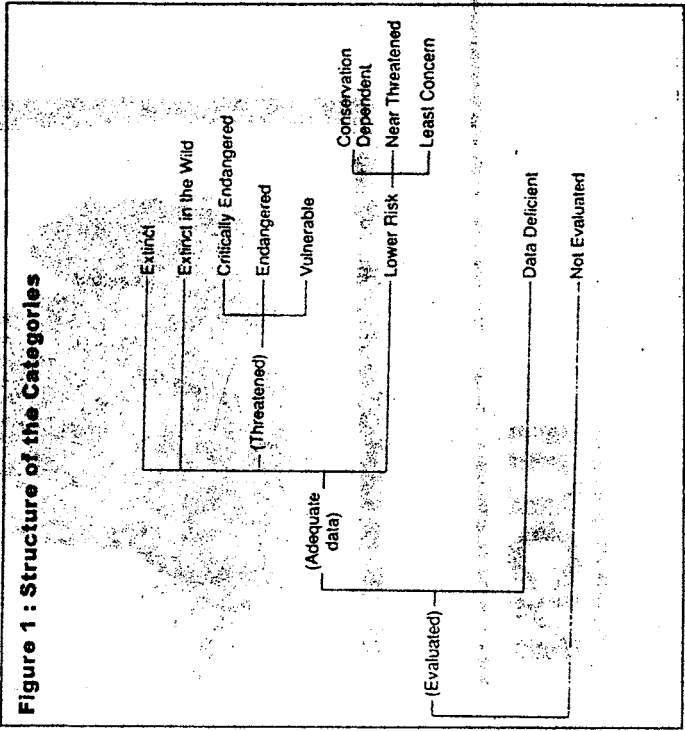 Figure 1 : Structure of the Categories
Extinct
Extinct in the Wild
Critically Endangered
(Threatened)
Endangered
Vulnerable
(Adequate
data)
Conservation
Dependent
Lower Risk
Near Threatened
Least Concern
(Evaluated)
Data Deficient
Not Evaluated